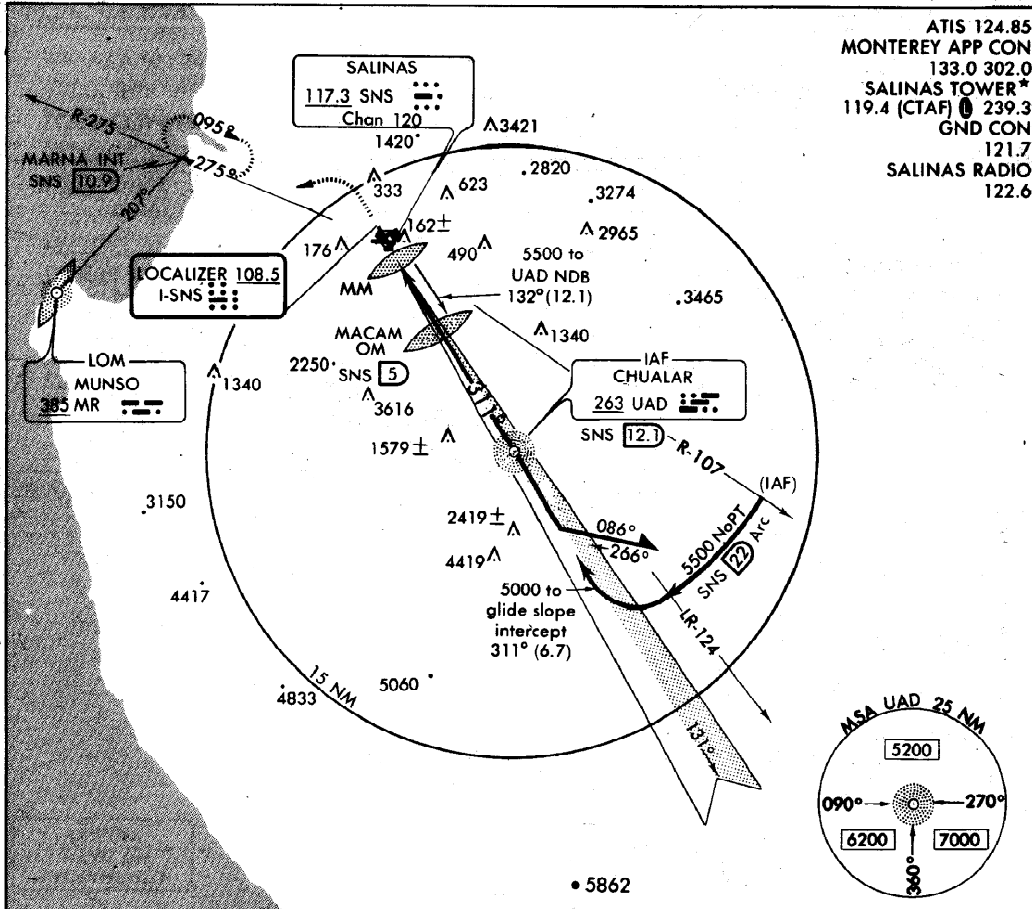 ATIS 124.85
MONTEREY APP CON
133.0 302.0
SALINAS TOWER*
119.4 (CTAF) L 239.3
GND CON
121.7
SALINAS RADIO
122.6
SALINAS
117.3 SNS
Chan 120
1420
3421
2820
3274
2965
3465
R-275
095°
275°
MARNA INT
SNS 10.9
207°
333
623
162±
176
490
5500 to
UAD NDB
132° (12.1)
LOCALIZER 108.5
I-SNS
MM
MACAM
OM
SNS 5
1340
2250
3616
1340
LOM
MUNSO
385 MR
311°
IAF
CHUALAR
263 UAD
SNS 12.1
R-107
(IAF)
1579±
3150
2419±
4419
086°
266°
5500 NoPT
SNS 22 Arc
4417
5000 to
glide slope
intercept
311° (6.7)
LR-124
15 NM
4833
5060
131°
MSA UAD 25 NM
5200
090°
270°
6200
7000
360°
5862